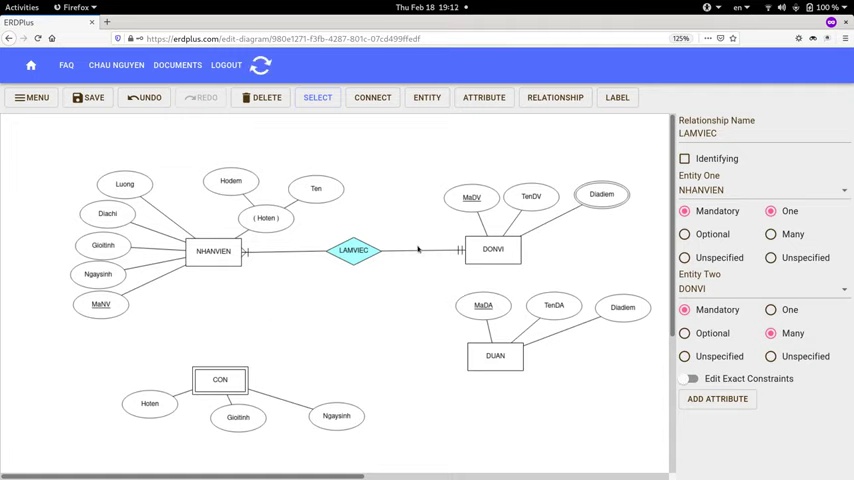 Activities Firefox Thu Feb 18 19:12 en 100 %
ERDPlus
https://erdplus.com/edit-diagram/980e1271-f3fb-4287-801c-07cd499ffedf 125%
FAQ CHAU NGUYEN DOCUMENTS LOGOUT
MENU SAVE UNDO REDO DELETE SELECT CONNECT ENTITY ATTRIBUTE RELATIONSHIP LABEL
Relationship Name
LAMVIEC
Identifying
Entity One
NHANVIEN
Mandatory One
Optional Many
Unspecified Unspecified
Entity Two
DONVI
Mandatory One
Optional Many
Unspecified Unspecified
Edit Exact Constraints
ADD ATTRIBUTE
Luong
Hodem
Ten
Diachi
( Hoten )
Gioitinh
NHANVIEN
Ngaysinh
MaNV
LAMVIEC
MaDV
TenDV
Diadiem
DONVI
MaDA
TenDA
Diadiem
DUAN
CON
Hoten
Gioitinh
Ngaysinh